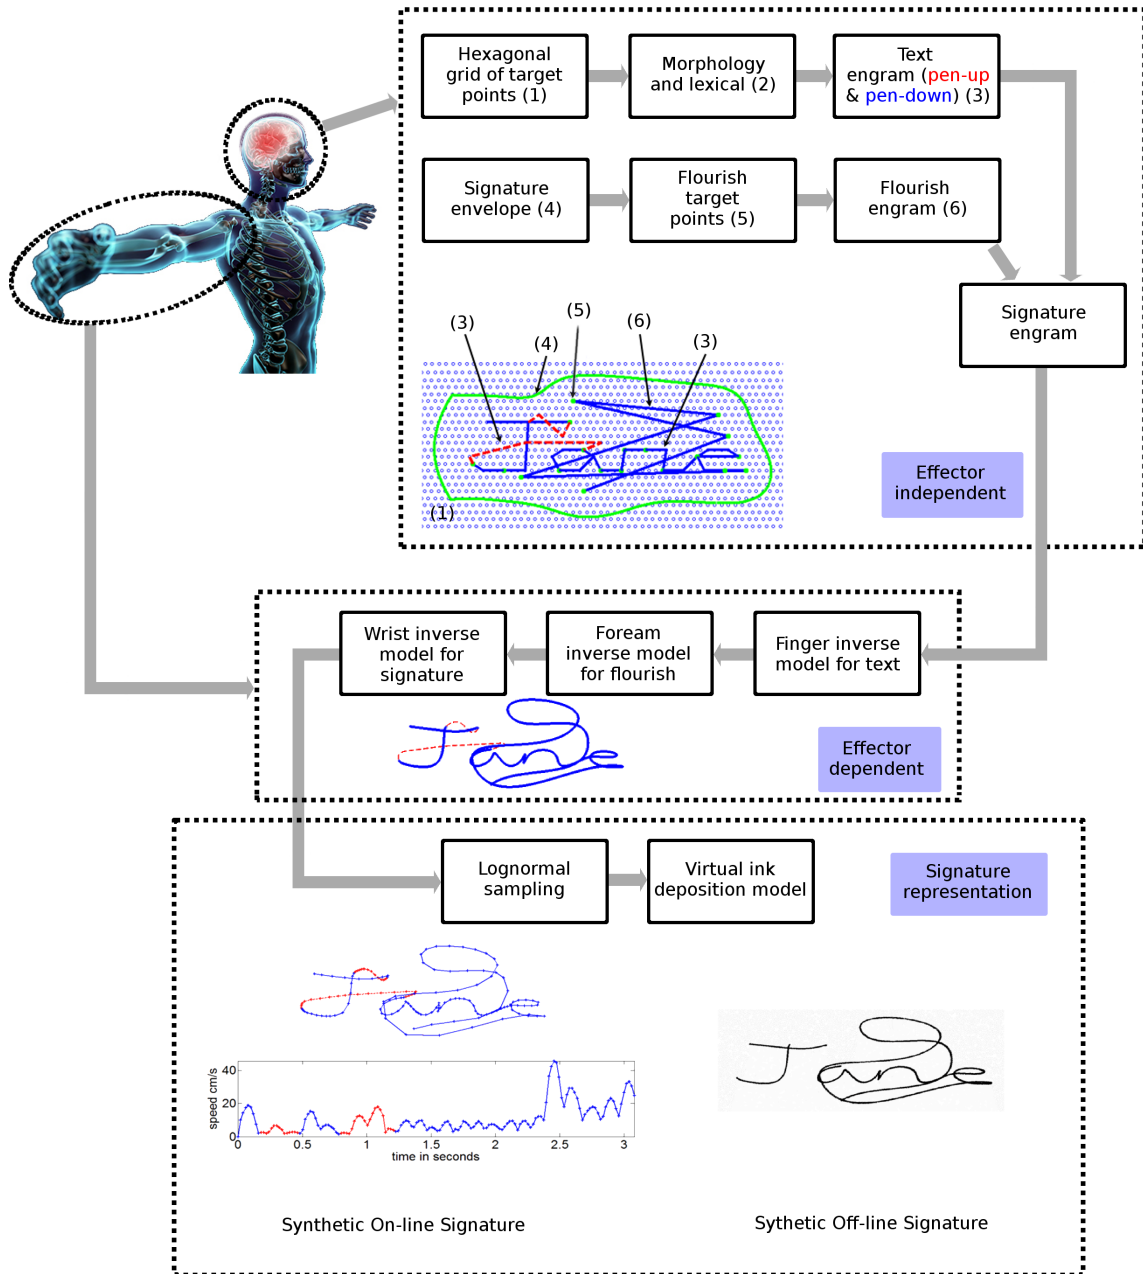 Hexagonal
grid of target
points (1)
Morphology
and lexical (2)
Text
engram (pen-up
& pen-down) (3)
Signature
envelope (4)
Flourish
target
points (5)
Flourish
engram (6)
Signature
engram
(3)
(4)
(5)
(6)
(3)
(1)
Effector
independent
Wrist inverse
model for
signature
Foream
inverse model
for flourish
Finger inverse
model for text
Jane
Effector
dependent
Lognormal
sampling
Virtual ink
deposition model
Signature
representation
Jane
speed cm/s
40
20
0
0
0.5
1
1.5
2
2.5
3
time in seconds
Jane
Synthetic On-line Signature
Sythetic Off-line Signature